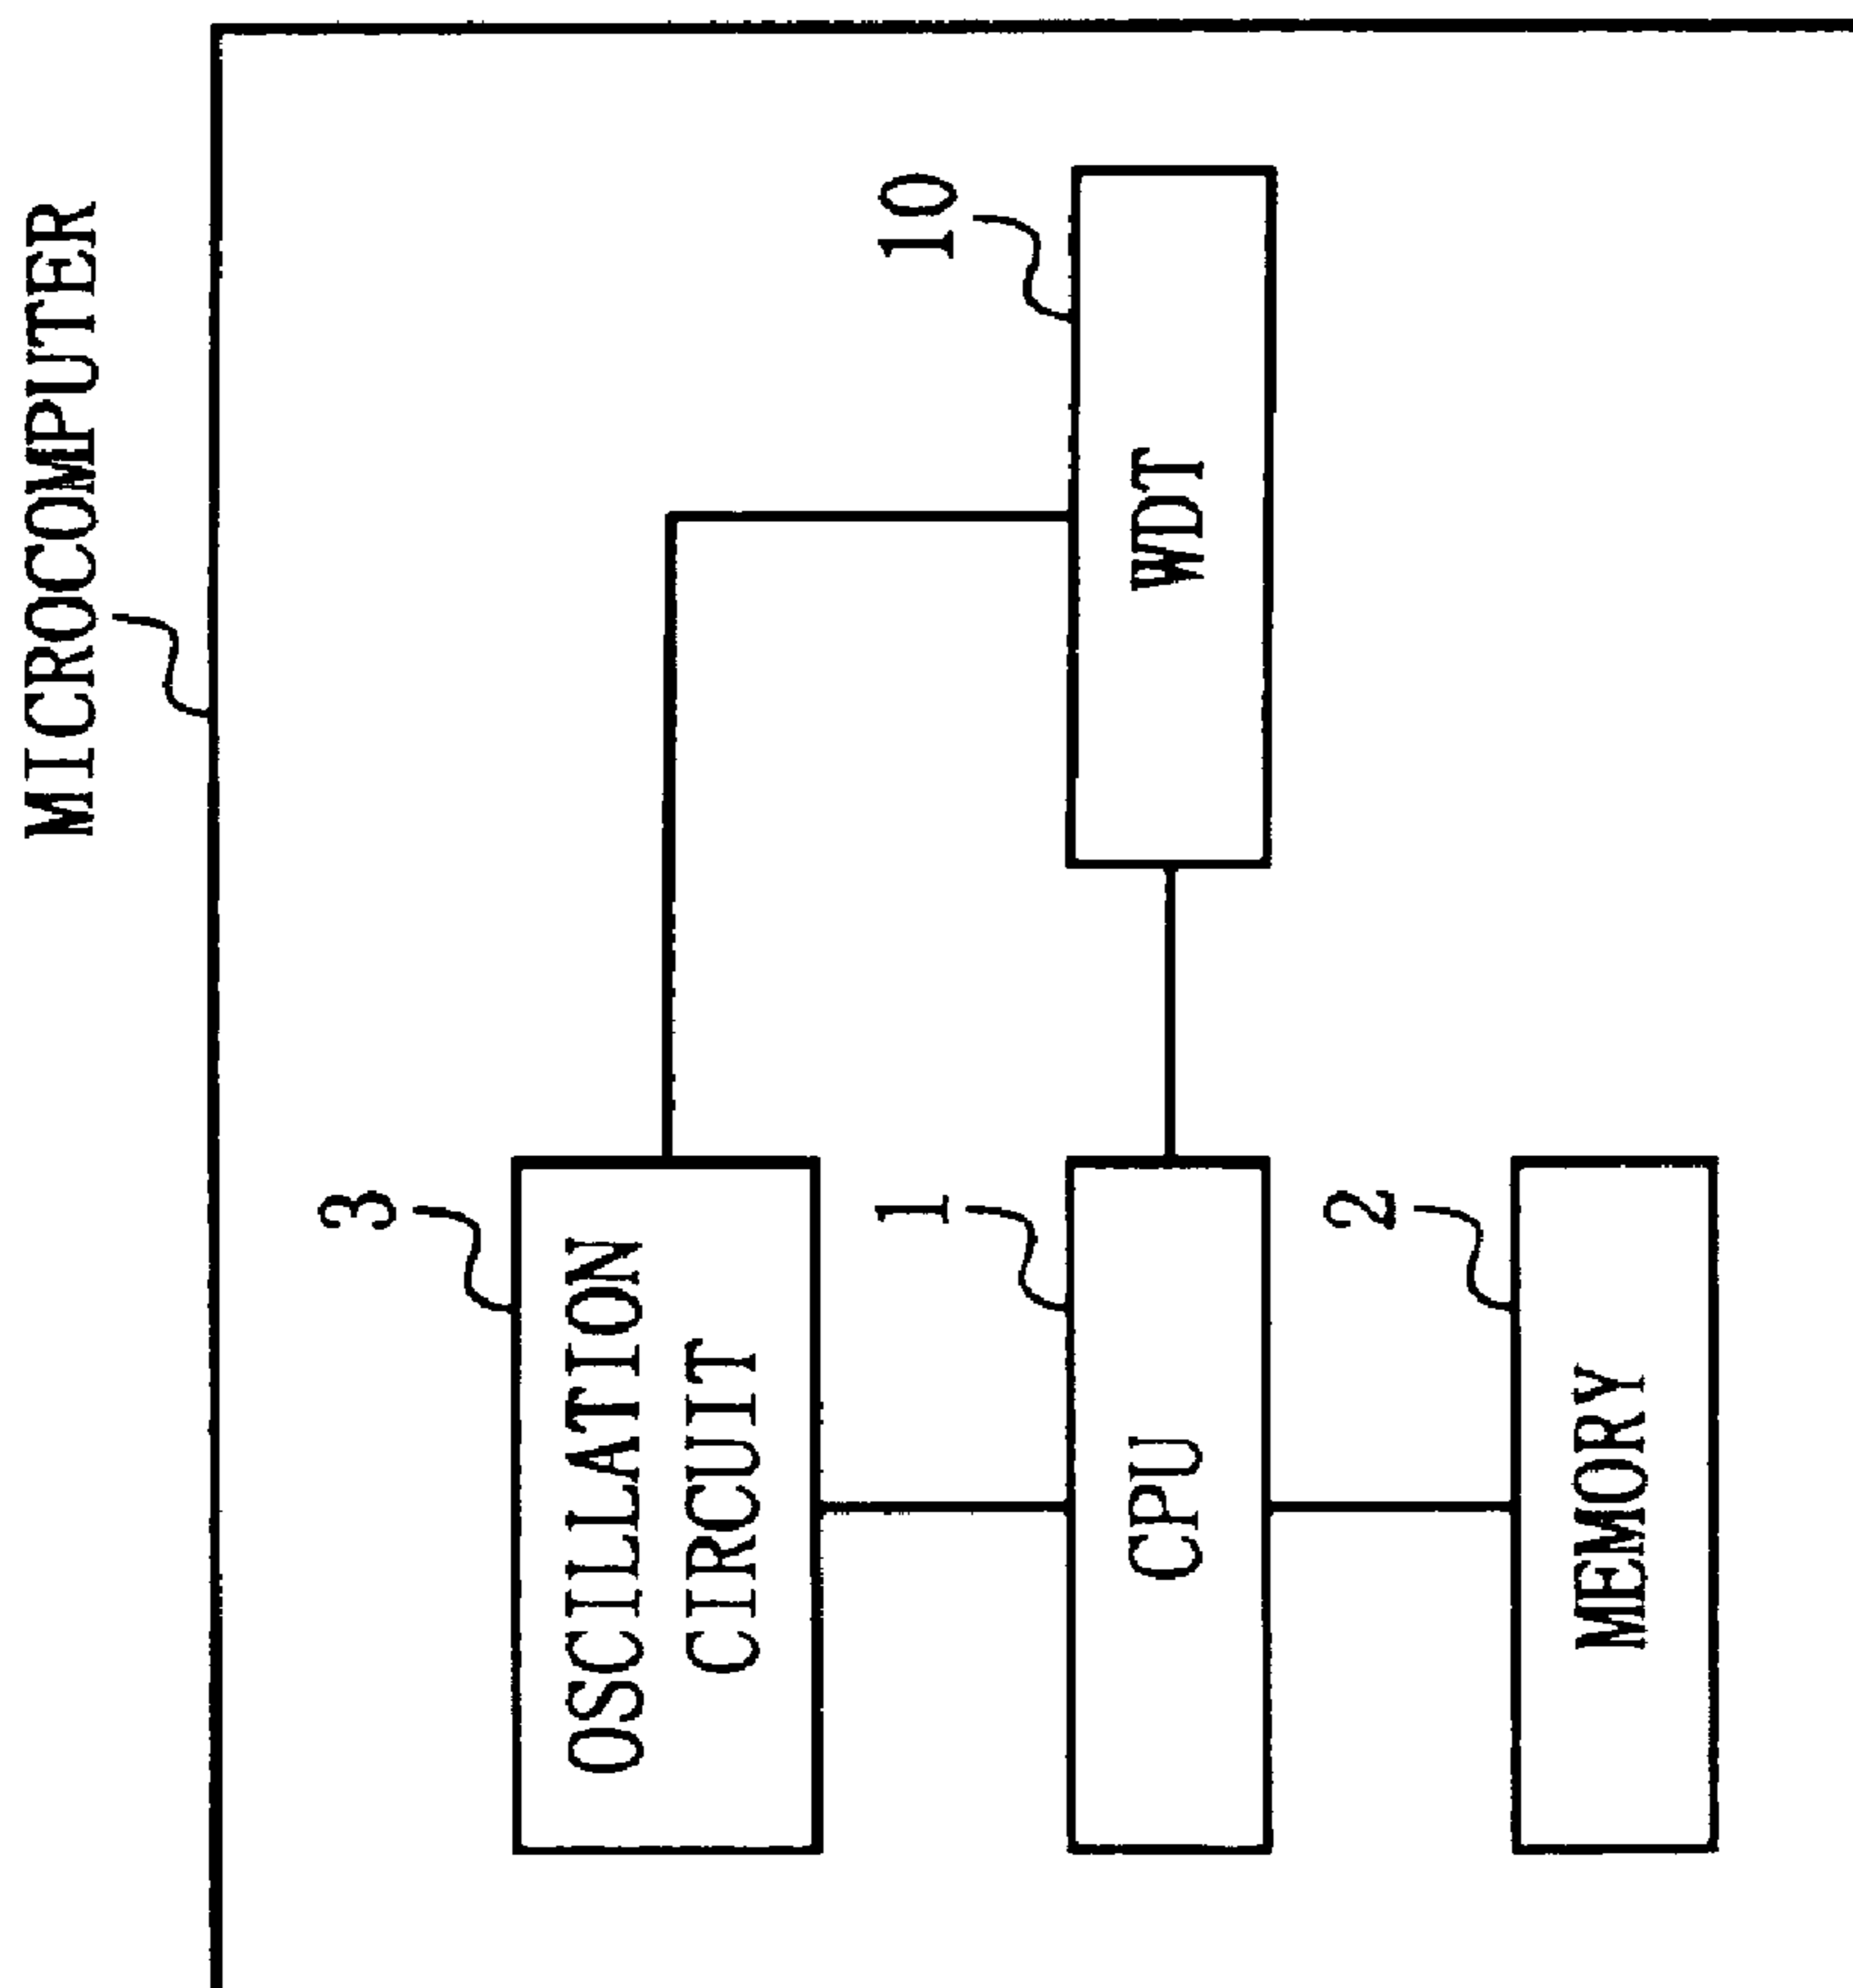 MICROCOMPUTER
3
OSCILLATION
CIRCUIT
1
CPU
10
WDT
2
MEMORY